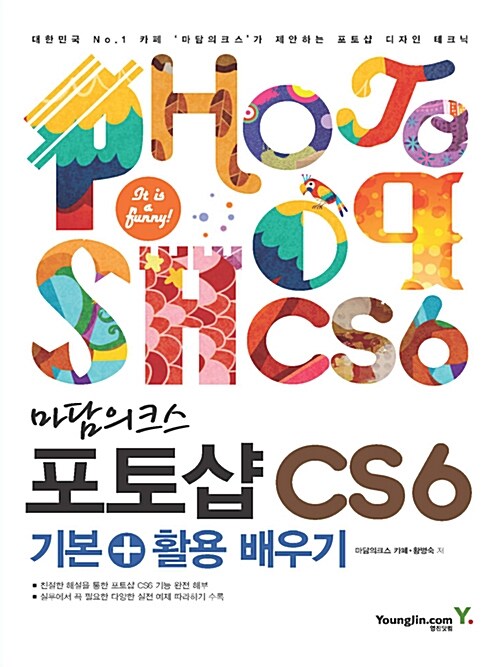 대한민국 No.1 카페 '마담의크스'가 제안하는 포토샵 디자인 테크닉
PHOTO
SHOP
CS6
It is
a
funny!
마담의크스
포토샵 CS6
기본+활용 배우기
마담의크스 카페•황명숙 저
■ 친절한 해설을 통한 포토샵 CS6 기능 완전 해부
■ 실무에서 꼭 필요한 다양한 실전 예제 따라하기 수록
YoungJin.com Y.
영진닷컴